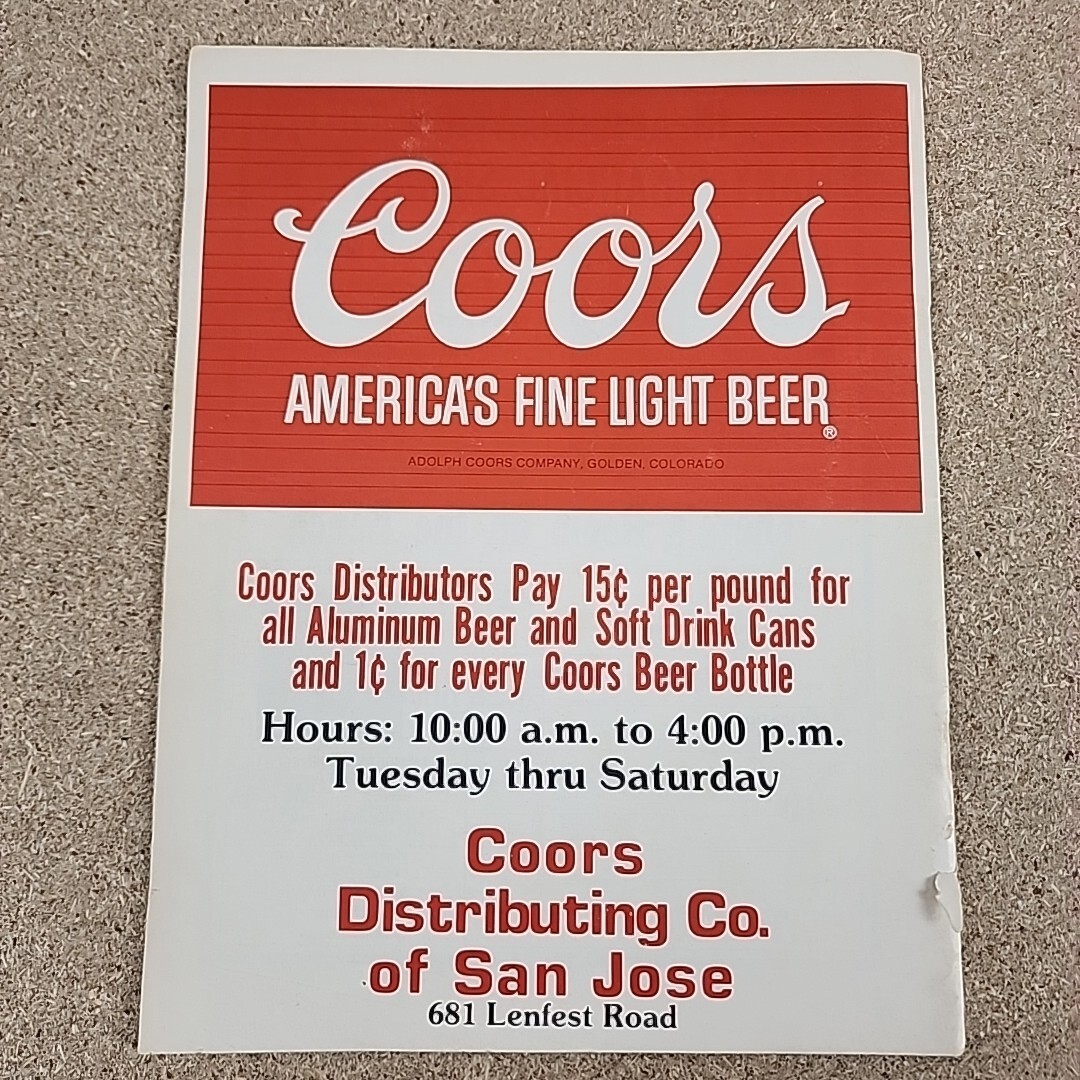 Coors
AMERICA'S FINE LIGHT BEER
®
ADOLPH COORS COMPANY, GOLDEN, COLORADO
Coors Distributors Pay 15¢ per pound for
all Aluminum Beer and Soft Drink Cans
and 1¢ for every Coors Beer Bottle
Hours: 10:00 a.m. to 4:00 p.m.
Tuesday thru Saturday
Coors
Distributing Co.
of San Jose
681 Lenfest Road